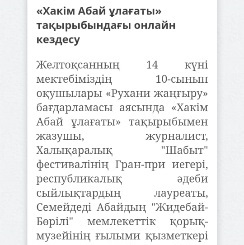 «Хакім Абай ұлағаты»
тақырыбындағы онлайн
кездесу
Желтоқсанның 14 күні
мектебіміздің 10-сынып
оқушылары «Рухани жаңғыру»
бағдарламасы аясында «Хакім
Абай ұлағаты» тақырыбымен
жазушы, журналист,
Халықаралық "Шабыт"
фестивалінің Гран-при иегері,
республикалық әдеби
сыйлықтардың лауреаты,
Семейдеді Абайдың "Жидебай-
Бөрілі" мемлекеттік қорық-
музейінің ғылыми қызметкері